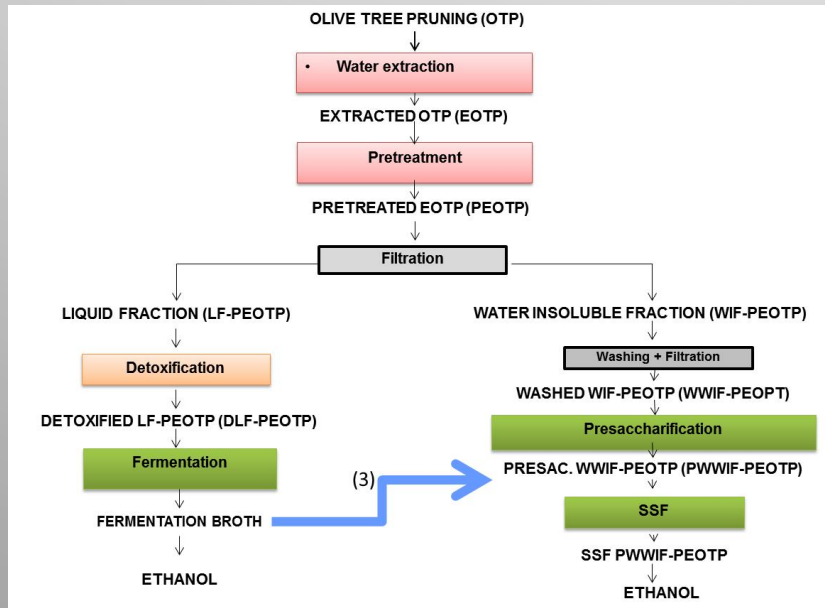 OLIVE TREE PRUNING (OTP)
• Water extraction
EXTRACTED OTP (EOTP)
Pretreatment
PRETREATED EOTP (PEOTP)
Filtration
LIQUID FRACTION (LF-PEOTP)
Detoxification
DETOXIFIED LF-PEOTP (DLF-PEOTP)
Fermentation
FERMENTATION BROTH
ETHANOL
(3)
WATER INSOLUBLE FRACTION (WIF-PEOTP)
Washing + Filtration
WASHED WIF-PEOTP (WWIF-PEOPT)
Presaccharification
PRESAC. WWIF-PEOTP (PWWIF-PEOTP)
SSF
SSF PWWIF-PEOTP
ETHANOL